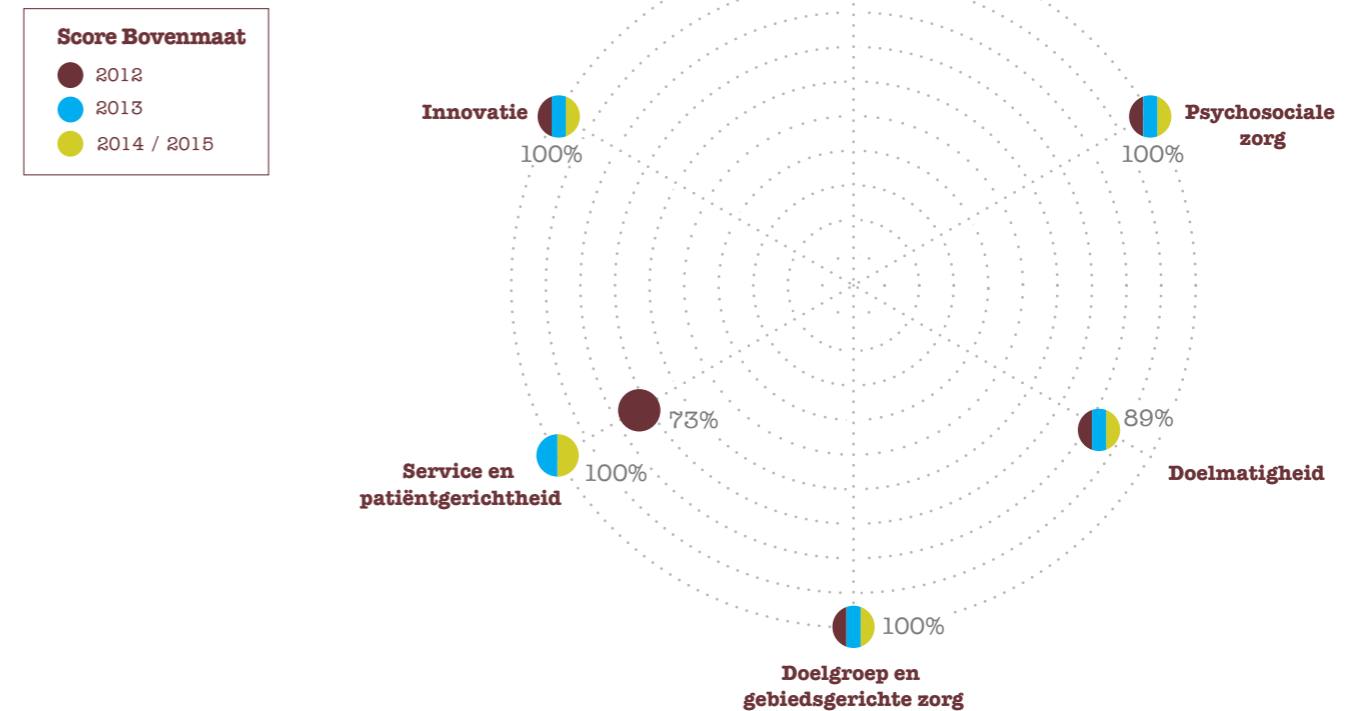 Score Bovenmaat
2012
2013
2014 / 2015
Innovatie
100%
Psychosociale
zorg
100%
73%
Service en
patiëntgerichtheid
100%
89%
Doelmatigheid
100%
Doelgroep en
gebiedsgerichte zorg